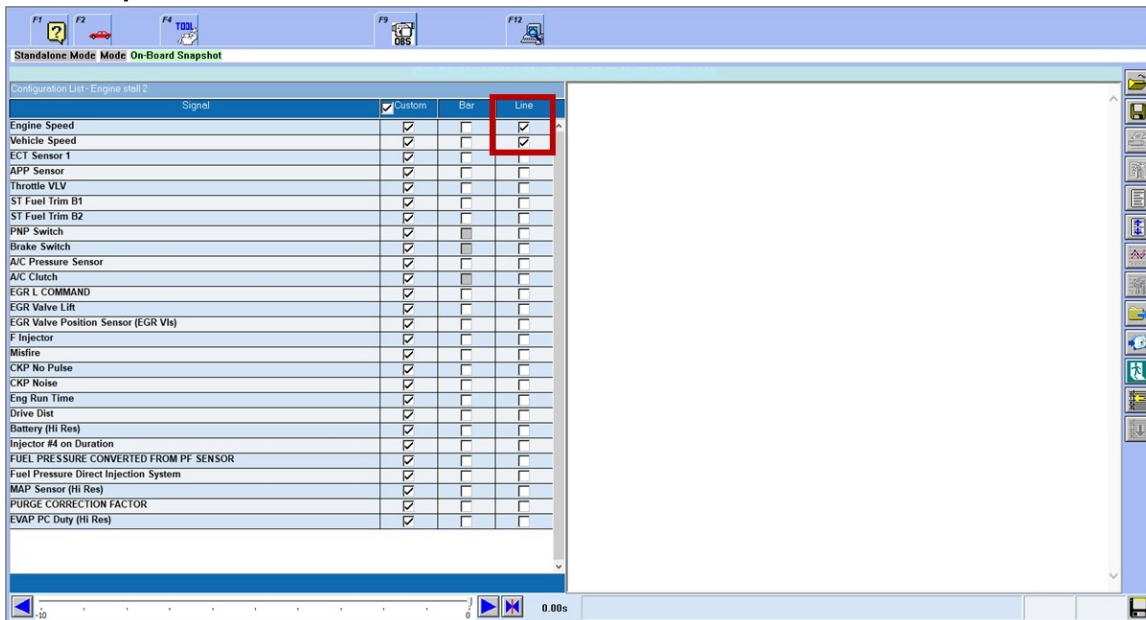 F1 F2 F4 F9 F12
TOOL.
OBS
Standalone Mode Mode On-Board Snapshot
Configuration List - Engine stall 2
Signal Custom Bar Line
Engine Speed
Vehicle Speed
ECT Sensor 1
APP Sensor
Throttle VLV
ST Fuel Trim B1
ST Fuel Trim B2
PNP Switch
Brake Switch
A/C Pressure Sensor
A/C Clutch
EGR L COMMAND
EGR Valve Lift
EGR Valve Position Sensor (EGR Vls)
F Injector
Misfire
CKP No Pulse
CKP Noise
Eng Run Time
Drive Dist
Battery (Hi Res)
Injector #4 on Duration
FUEL PRESSURE CONVERTED FROM PF SENSOR
Fuel Pressure Direct Injection System
MAP Sensor (Hi Res)
PURGE CORRECTION FACTOR
EVAP PC Duty (Hi Res)
-10 0 0.00s